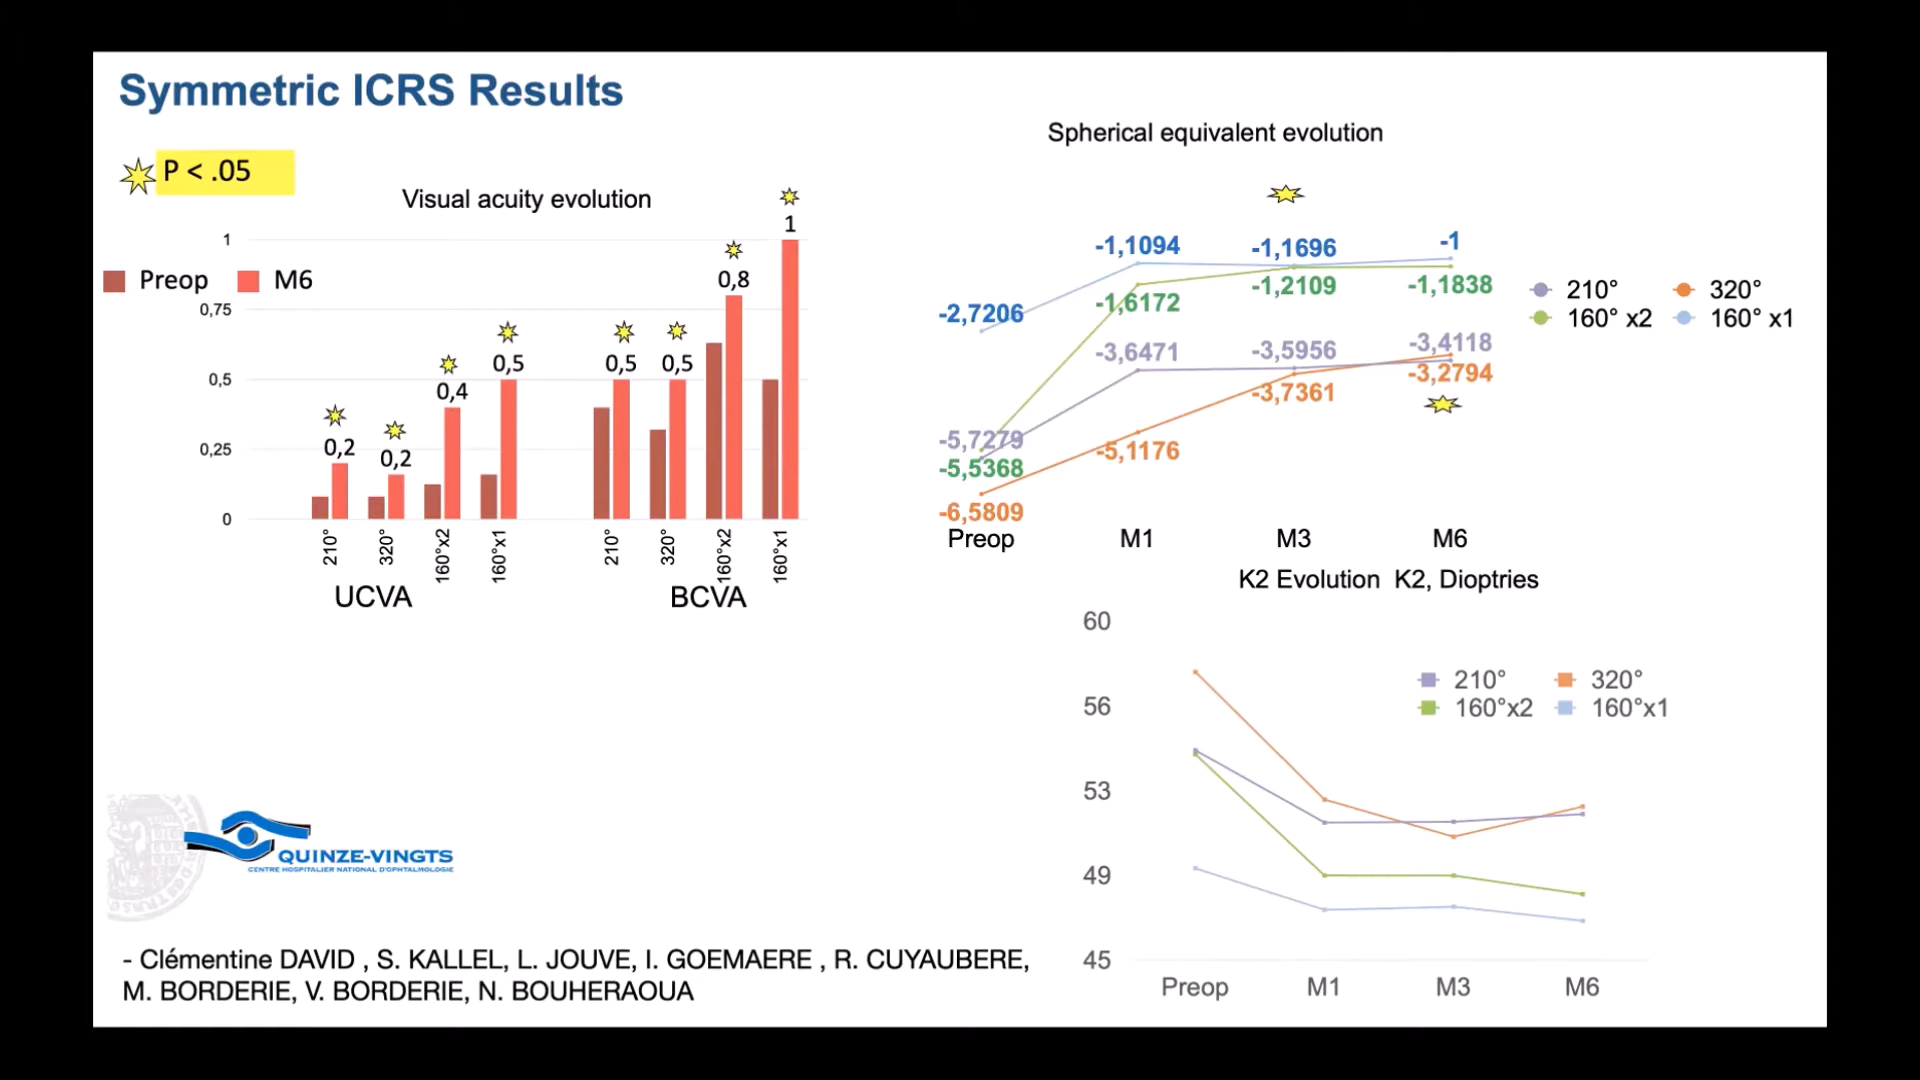 Symmetric ICRS Results
P < .05
Visual acuity evolution
1
0,75
0,5
0,25
0
Preop M6
0,2
0,2
0,4
0,5
0,5
0,5
0,8
1
210°
320°
160°x2
160°x1
210°
320°
160°x2
160°x1
UCVA
BCVA
Spherical equivalent evolution
-2,7206
-1,1094
-1,1696
-1
-1,6172
-1,2109
-1,1838
-3,6471
-3,5956
-3,4118
-5,7279
-5,5368
-6,5809
-5,1176
-3,7361
-3,2794
210° 320°
160° x2 160° x1
Preop M1 M3 M6
K2 Evolution K2, Dioptries
60
56
53
49
45
210° 320°
160°x2 160°x1
Preop M1 M3 M6
QUINZE-VINGTS
CENTRE HOSPITALIER NATIONAL D'OPHTALMOLOGIE
- Clémentine DAVID , S. KALLEL, L. JOUVE, I. GOEMAERE , R. CUYAUBERE,
M. BORDERIE, V. BORDERIE, N. BOUHERAOUA